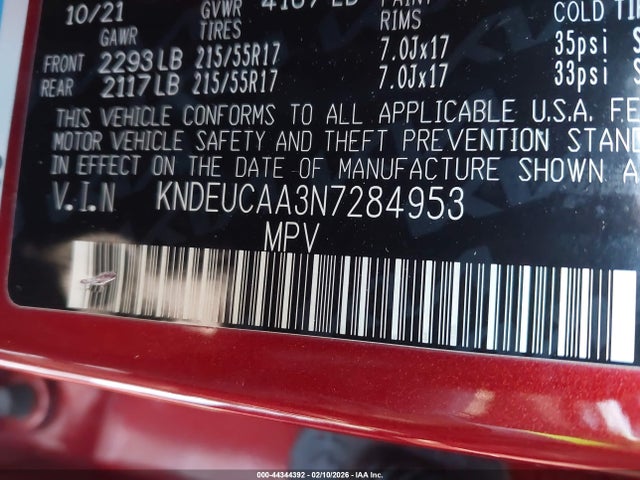 10/21 GVWR LB PAINT
GAWR TIRES RIMS COLD TI
FRONT 2293 LB 215/55R17 7.0Jx17 35psi S
REAR 2117 LB 215/55R17 7.0Jx17 33psi S
THIS VEHICLE CONFORMS TO ALL APPLICABLE U.S.A. FE
MOTOR VEHICLE SAFETY AND THEFT PREVENTION STAND
IN EFFECT ON THE DATE OF MANUFACTURE SHOWN A
V.I.N KNDEUCAA3N7284953
MPV
000-44344392 - 02/10/2026 - IAA Inc.